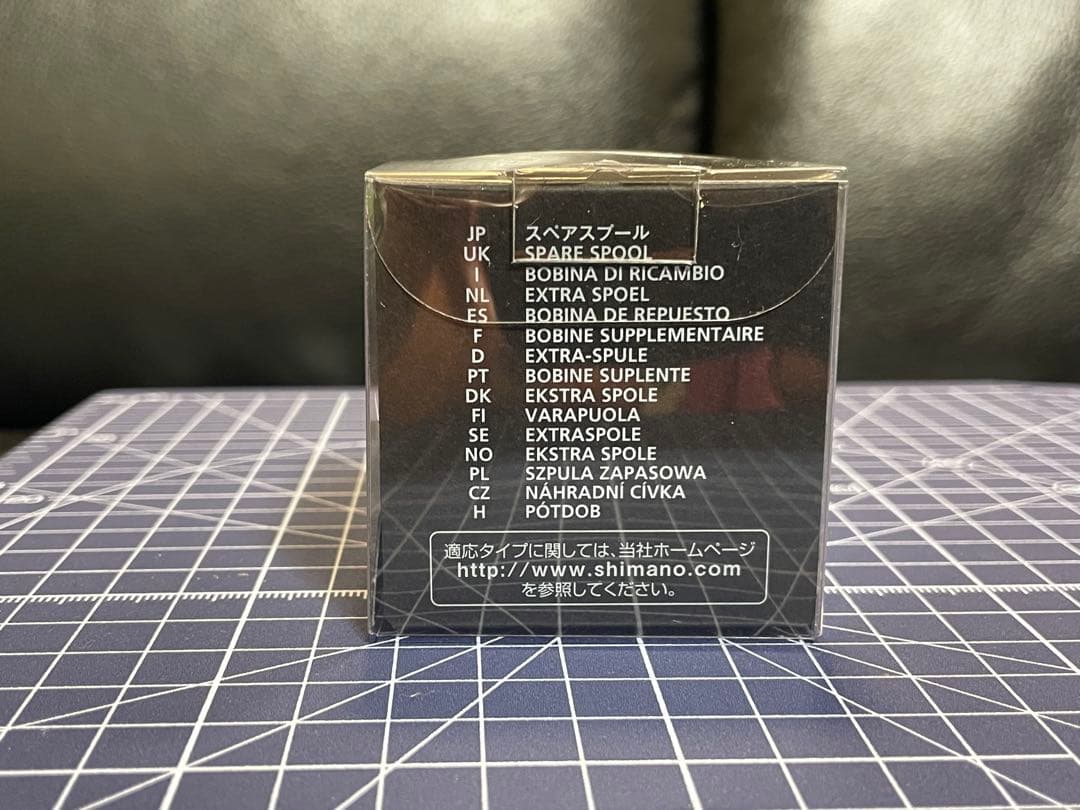 JP スペアスプール
UK SPARE SPOOL
I BOBINA DI RICAMBIO
NL EXTRA SPOEL
ES BOBINA DE REPUESTO
F BOBINE SUPPLEMENTAIRE
D EXTRA-SPULE
PT BOBINE SUPLENTE
DK EKSTRA SPOLE
FI VARAPUOLA
SE EXTRASPOLE
NO EKSTRA SPOLE
PL SZPULA ZAPASOWA
CZ NÁHRADNÍ CÍVKA
H PÓTDOB
適応タイプに関しては、当社ホームページ
http://www.shimano.com
を参照してください。